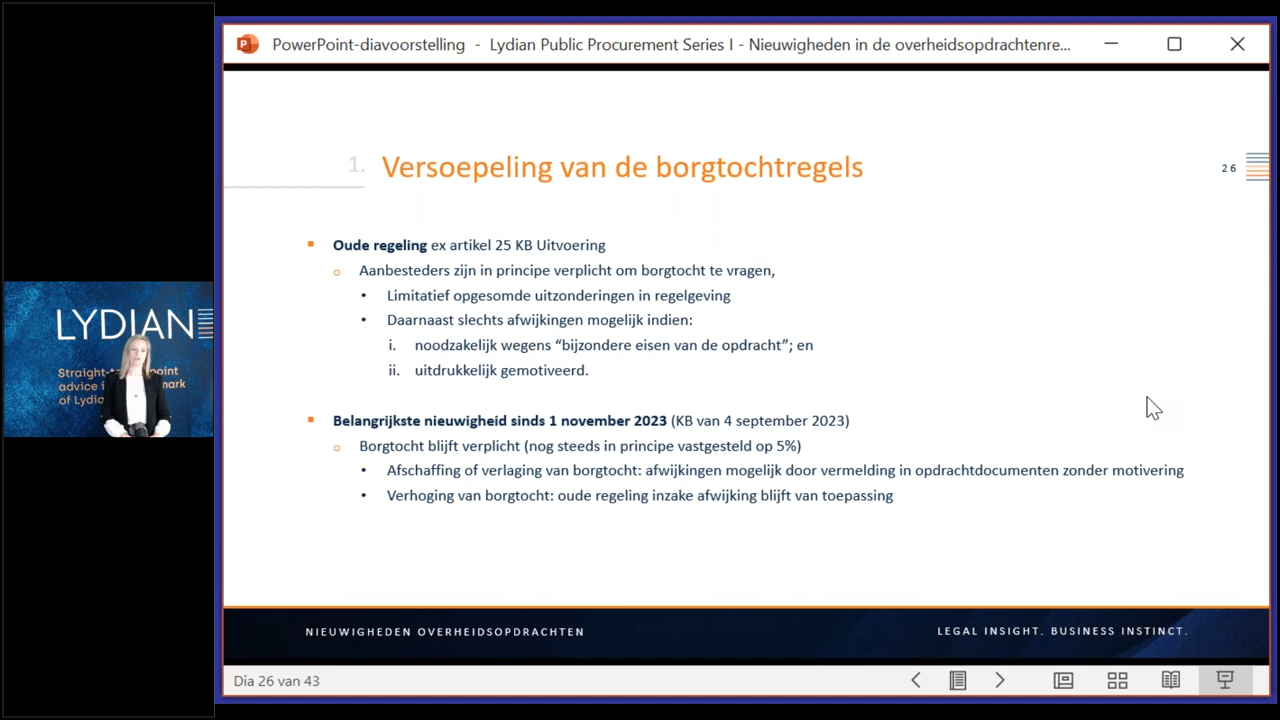 PowerPoint-diavoorstelling - Lydian Public Procurement Series I - Nieuwigheden in de overheidsopdrachtenre...
1. Versoepeling van de borgtochtregels
26
▪ Oude regeling ex artikel 25 KB Uitvoering
o Aanbesteders zijn in principe verplicht om borgtocht te vragen,
• Limitatief opgesomde uitzonderingen in regelgeving
• Daarnaast slechts afwijkingen mogelijk indien:
i. noodzakelijk wegens “bijzondere eisen van de opdracht”; en
ii. uitdrukkelijk gemotiveerd.
▪ Belangrijkste nieuwigheid sinds 1 november 2023 (KB van 4 september 2023)
o Borgtocht blijft verplicht (nog steeds in principe vastgesteld op 5%)
• Afschaffing of verlaging van borgtocht: afwijkingen mogelijk door vermelding in opdrachtdocumenten zonder motivering
• Verhoging van borgtocht: oude regeling inzake afwijking blijft van toepassing
NIEUWIGHEDEN OVERHEIDSOPDRACHTEN
LEGAL INSIGHT. BUSINESS INSTINCT.
Dia 26 van 43
LYDIAN
advice
of Lydia